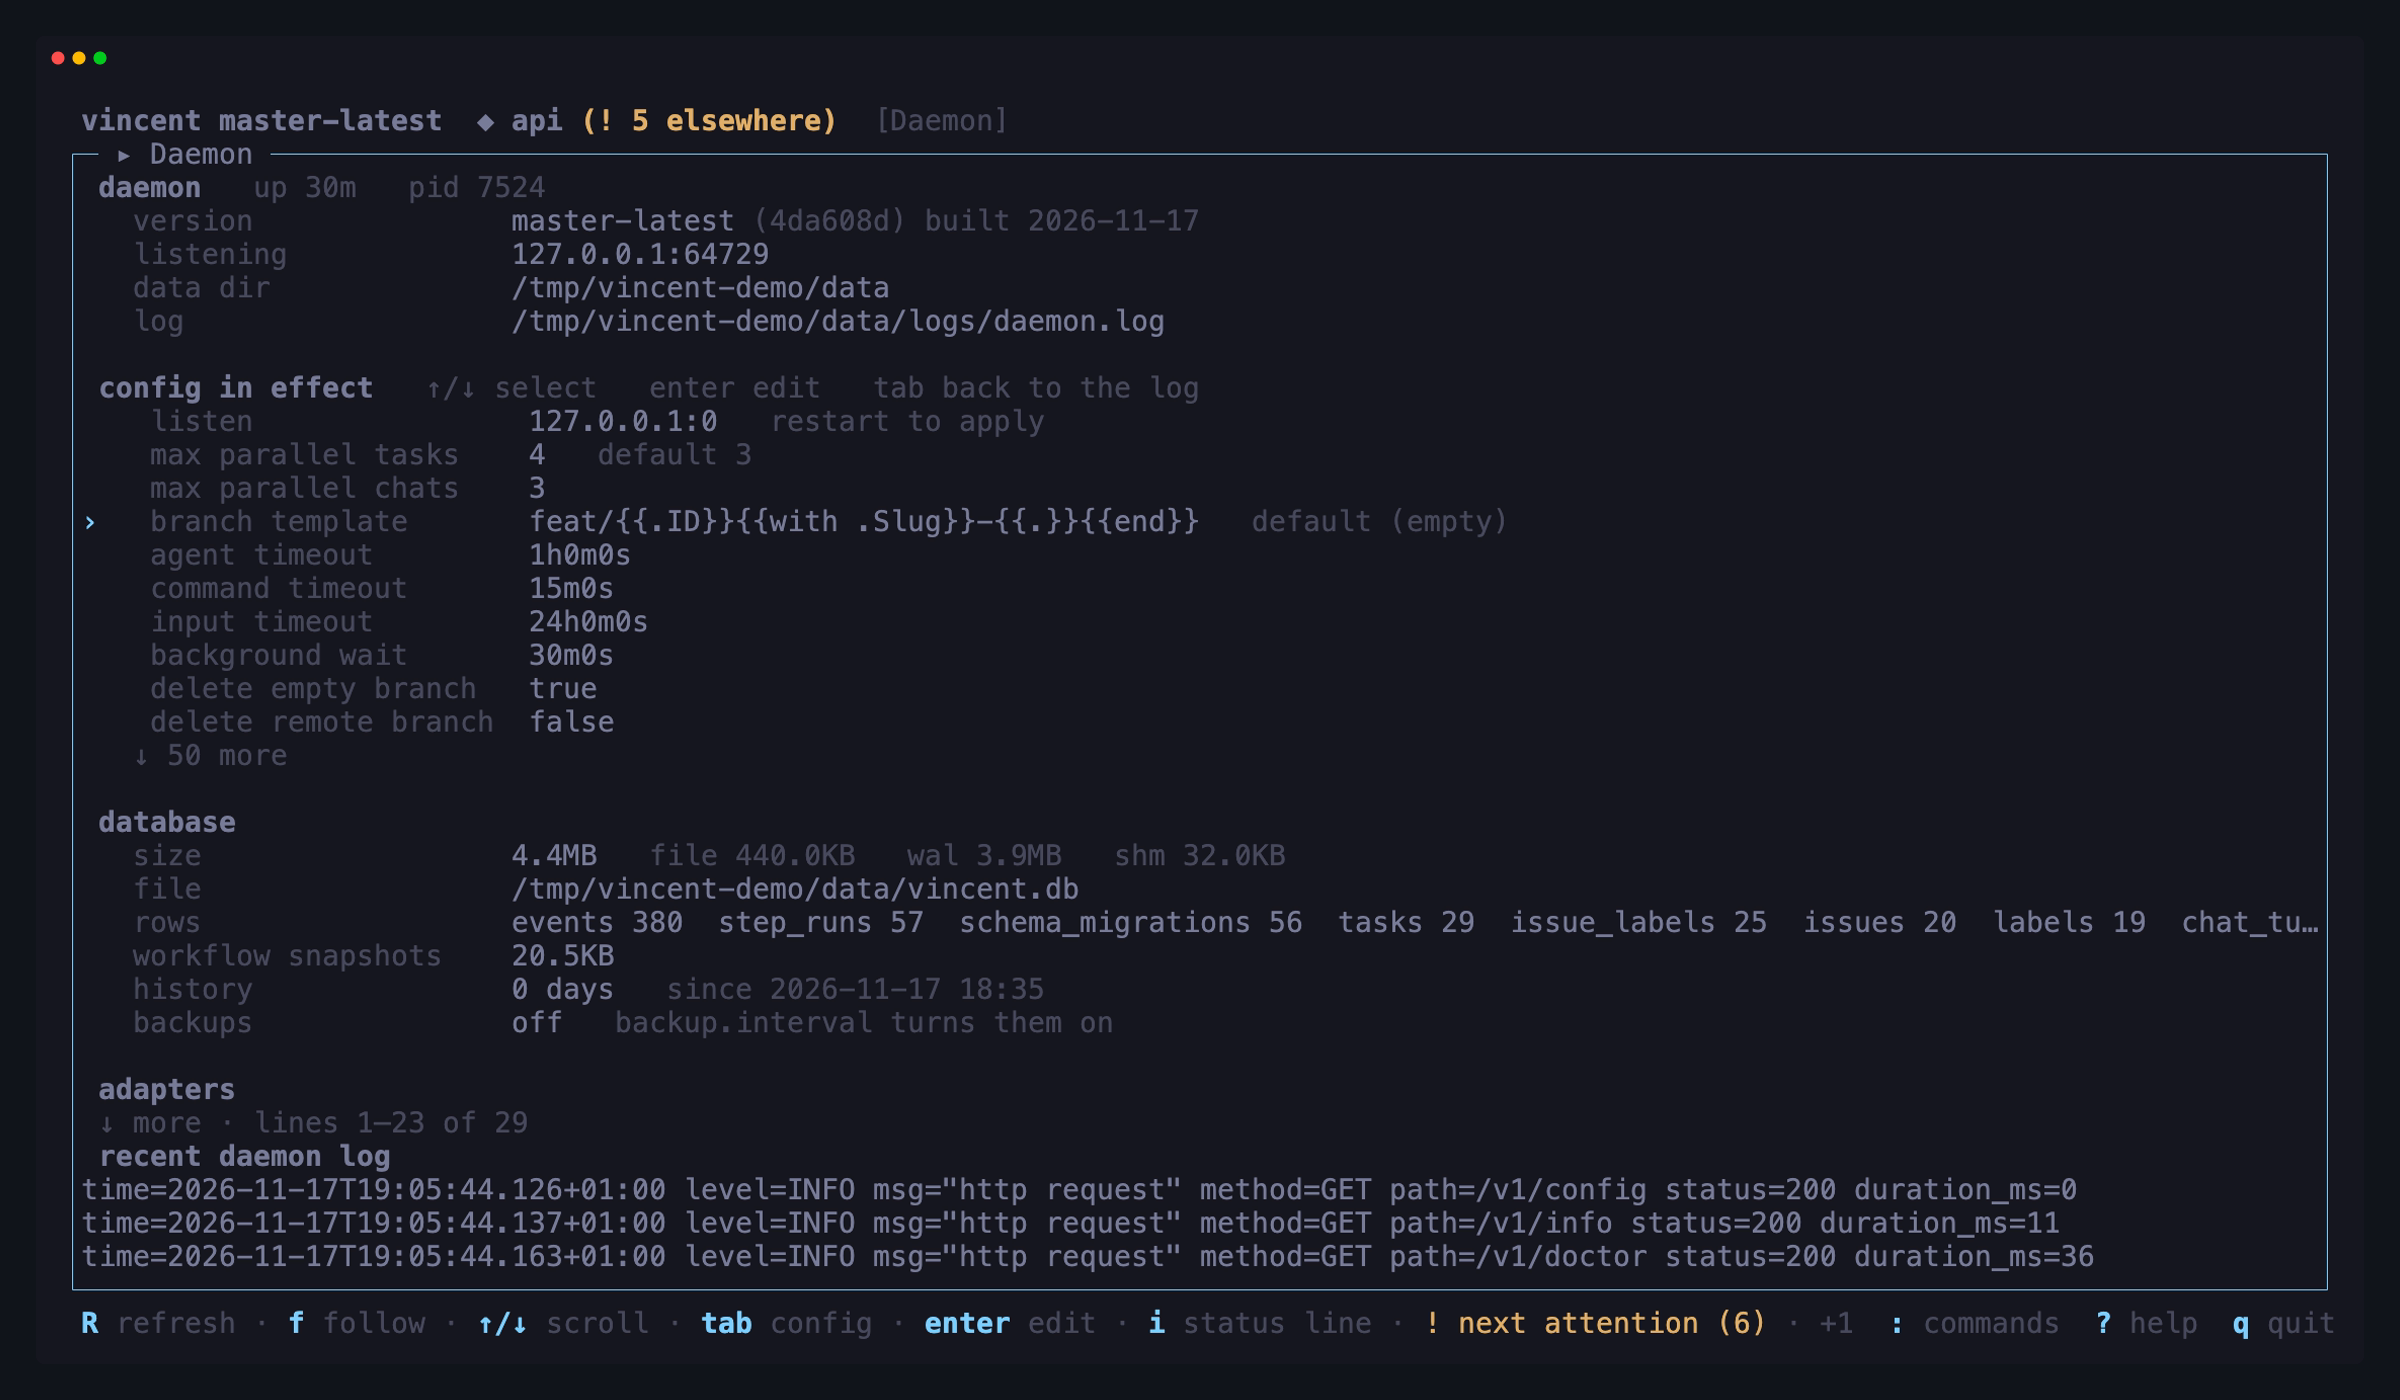 vincent master-latest ◆ api (! 5 elsewhere) [Daemon]
▸ Daemon
daemon up 30m pid 7524
version master-latest (4da608d) built 2026-11-17
listening 127.0.0.1:64729
data dir /tmp/vincent-demo/data
log /tmp/vincent-demo/data/logs/daemon.log
config in effect ↑/↓ select enter edit tab back to the log
listen 127.0.0.1:0 restart to apply
max parallel tasks 4 default 3
max parallel chats 3
› branch template feat/{{.ID}}{{with .Slug}}-{{.}}{{end}} default (empty)
agent timeout 1h0m0s
command timeout 15m0s
input timeout 24h0m0s
background wait 30m0s
delete empty branch true
delete remote branch false
↓ 50 more
database
size 4.4MB file 440.0KB wal 3.9MB shm 32.0KB
file /tmp/vincent-demo/data/vincent.db
rows events 380 step_runs 57 schema_migrations 56 tasks 29 issue_labels 25 issues 20 labels 19 chat_tu…
workflow snapshots 20.5KB
history 0 days since 2026-11-17 18:35
backups off backup.interval turns them on
adapters
↓ more · lines 1–23 of 29
recent daemon log
time=2026-11-17T19:05:44.126+01:00 level=INFO msg="http request" method=GET path=/v1/config status=200 duration_ms=0
time=2026-11-17T19:05:44.137+01:00 level=INFO msg="http request" method=GET path=/v1/info status=200 duration_ms=11
time=2026-11-17T19:05:44.163+01:00 level=INFO msg="http request" method=GET path=/v1/doctor status=200 duration_ms=36
R refresh · f follow · ↑/↓ scroll · tab config · enter edit · i status line · ! next attention (6) · +1 : commands ? help q quit